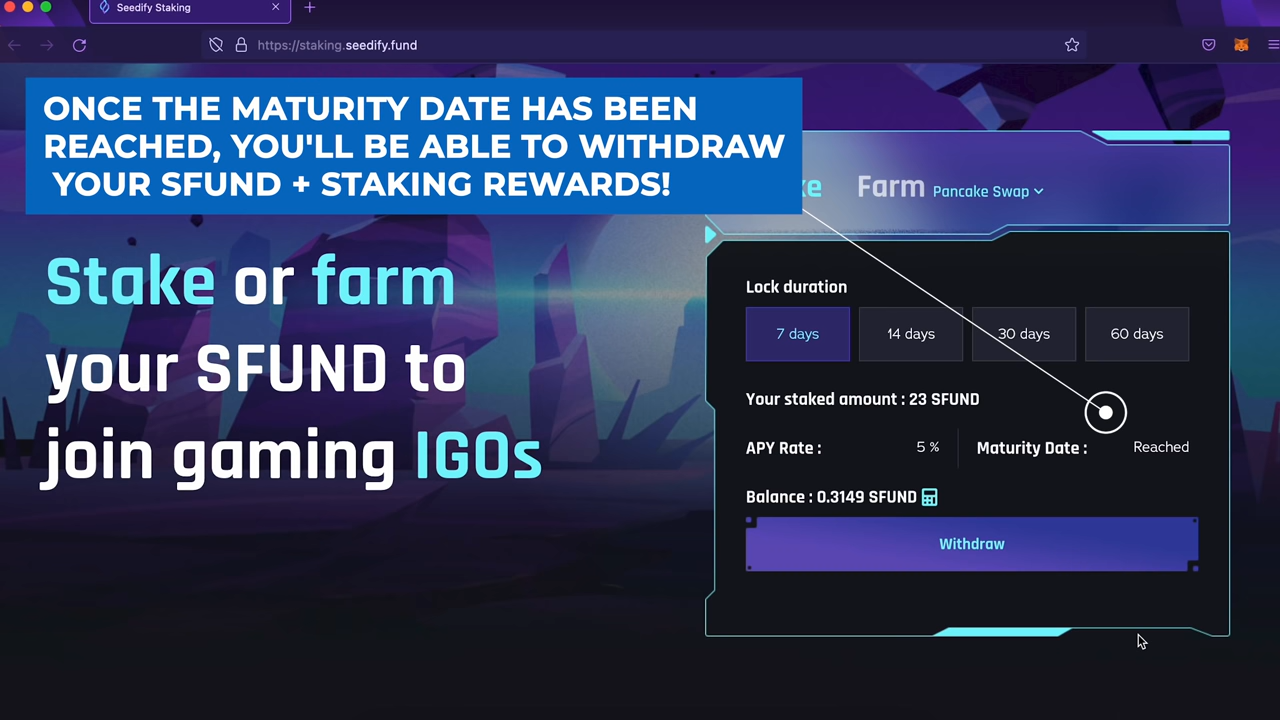 Seedify Staking
https://staking.seedify.fund
ONCE THE MATURITY DATE HAS BEEN
REACHED, YOU'LL BE ABLE TO WITHDRAW
YOUR SFUND + STAKING REWARDS!
Farm Pancake Swap
Stake or farm
your SFUND to
join gaming IGOs
Lock duration
7 days 14 days 30 days 60 days
Your staked amount : 23 SFUND
APY Rate : 5 % Maturity Date : Reached
Balance : 0.3149 SFUND
Withdraw